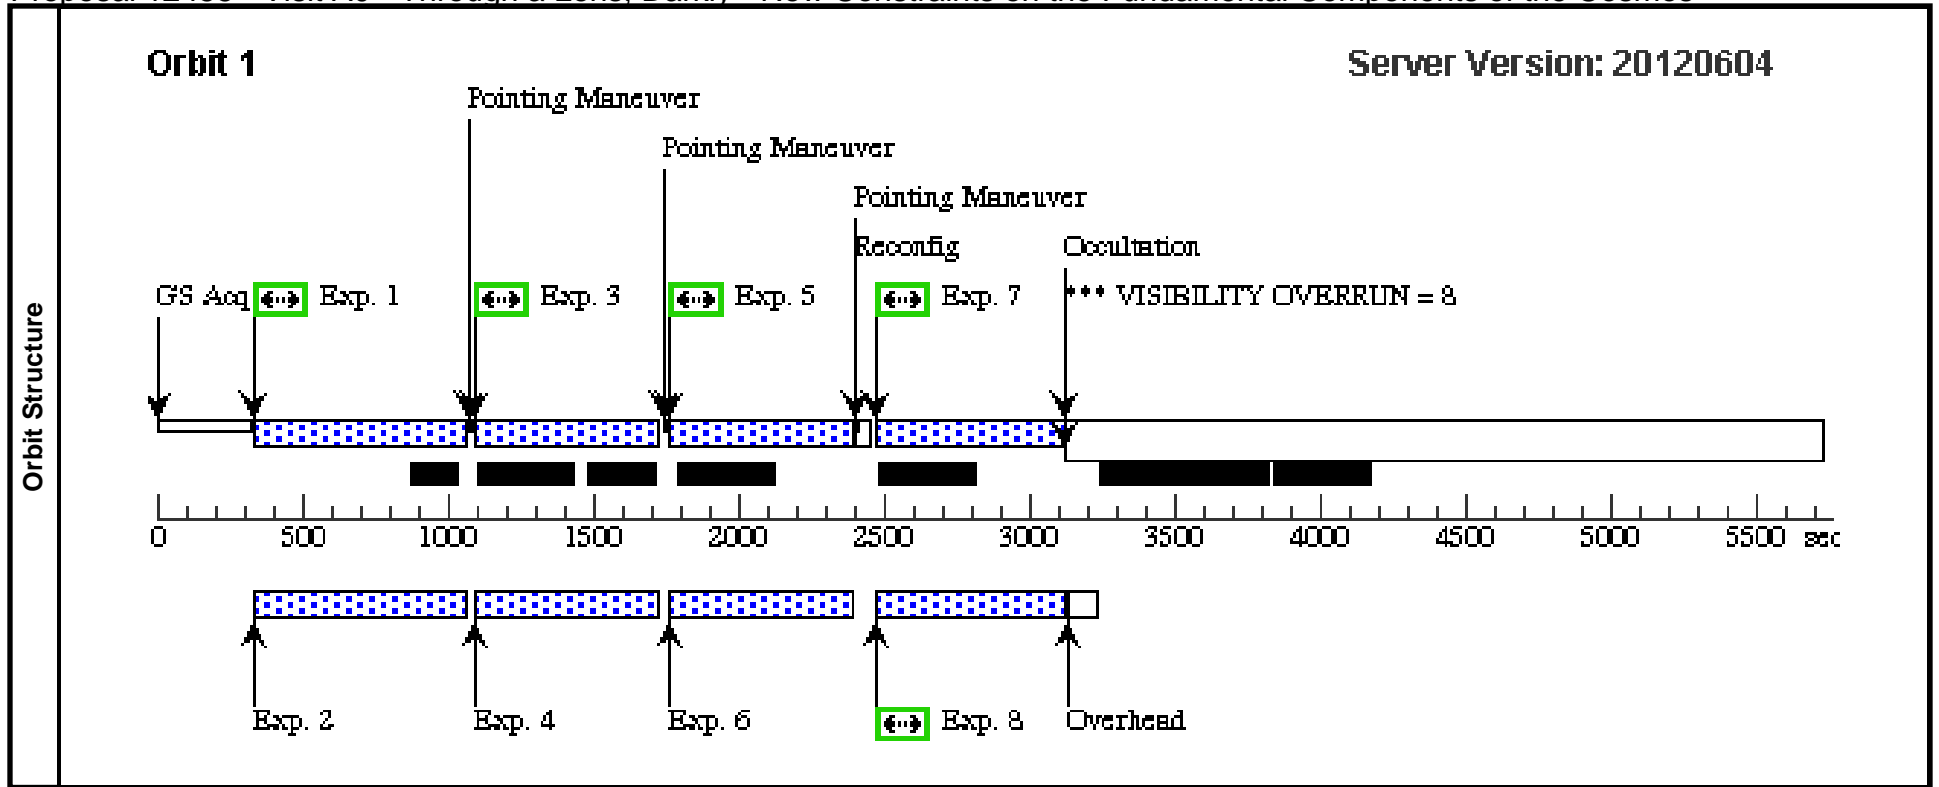 Orbit 1
Server Version: 20120604
Pointing Maneuver
Pointing Maneuver
Pointing Maneuver
Reconfig
Occultation
GS Acq
Exp. 1
Exp. 3
Exp. 5
Exp. 7
*** VISIBILITY OVERRUN = 8
Orbit Structure
0 500 1000 1500 2000 2500 3000 3500 4000 4500 5000 5500 sec
Exp. 2
Exp. 4
Exp. 6
Exp. 8
Overhead